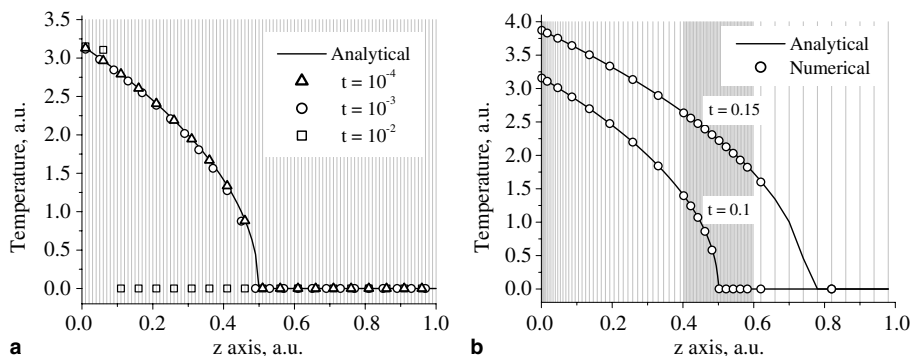 3.5
3.0
2.5
2.0
1.5
1.0
0.5
0.0
Temperature, a.u.
Analytical
t = 10⁻⁴
t = 10⁻³
t = 10⁻²
0.0 0.2 0.4 0.6 0.8 1.0
z axis, a.u.
a
4.0
3.5
3.0
2.5
2.0
1.5
1.0
0.5
0.0
Temperature, a.u.
Analytical
Numerical
t = 0.15
t = 0.1
0.0 0.2 0.4 0.6 0.8 1.0
z axis, a.u.
b